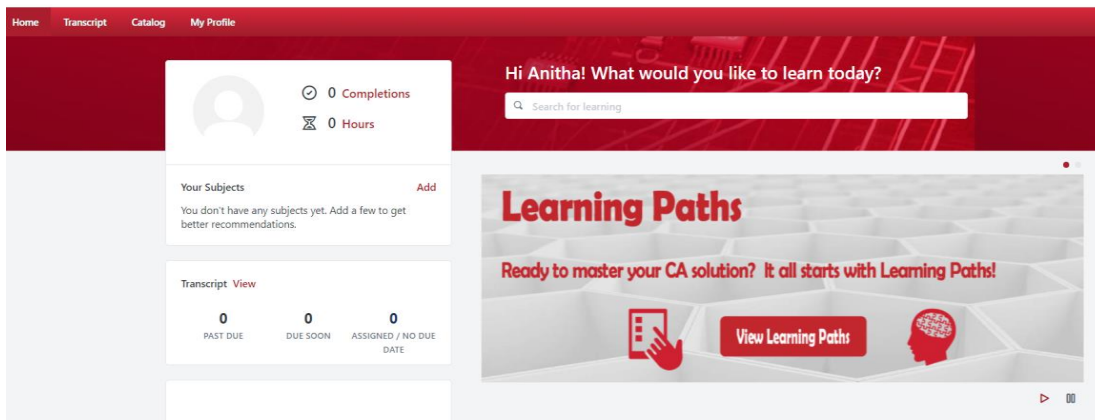 Home Transcript Catalog My Profile
Hi Anitha! What would you like to learn today?
Search for learning
0 Completions
0 Hours
Your Subjects Add
You don't have any subjects yet. Add a few to get
better recommendations.
Transcript View
0 0 0
PAST DUE DUE SOON ASSIGNED / NO DUE
DATE
Learning Paths
Ready to master your CA solution? It all starts with Learning Paths!
View Learning Paths